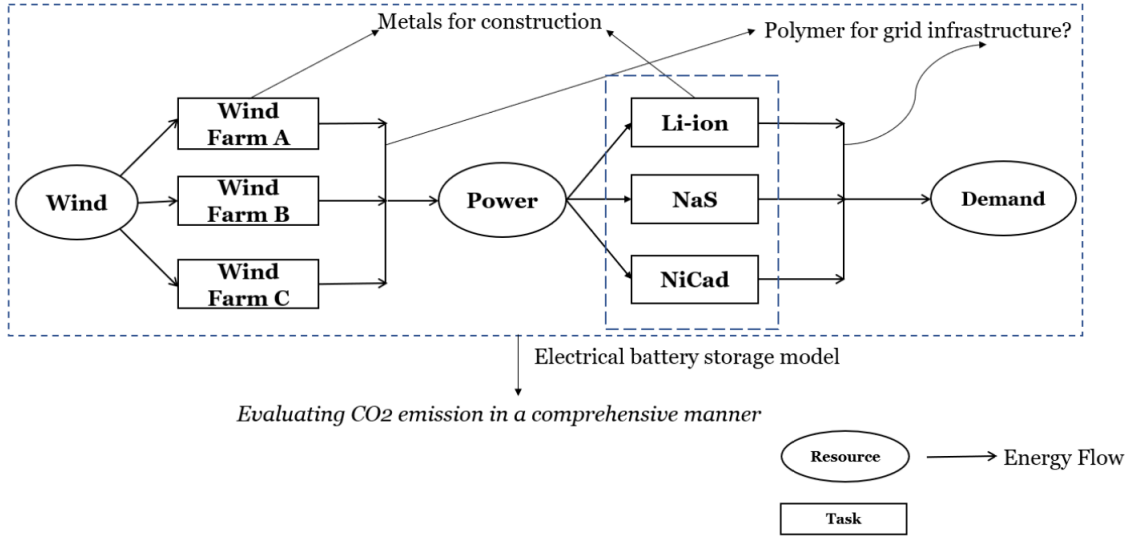 Metals for construction
Polymer for grid infrastructure?
Wind
Farm A
Li-ion
Wind
Wind
Farm B
Power
NaS
Demand
Wind
Farm C
NiCad
Electrical battery storage model
Evaluating CO2 emission in a comprehensive manner
Resource
Energy Flow
Task